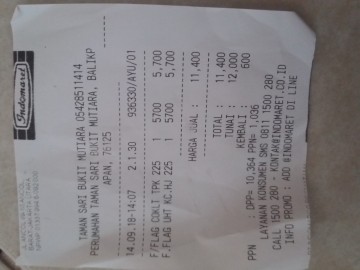 Indomaret
TAMAN SARI BUKIT MUTIARA 05428511414
PERUMAHAN TAMAN SARI BUKIT MUTIARA, BALIKP
APAN, 76125
14.09.18-14:07 2.1.30 936330/AYU/01
F/FLAG COKLT TPK 225 1 5700 5,700
F.FLAG UHT KC.HJ 225 1 5700 5,700
HARGA JUAL : 11,400
TOTAL : 11,400
TUNAI : 12,000
KEMBALI : 600
PPN : DPP= 10,364 PPN= 1,036
LAYANAN KONSUMEN SMS 0811 1500 280
CALL 1500 280 - KONTAK@INDOMARET.CO.ID
INFO PROMO : ADD @INDOMARET DI LINE